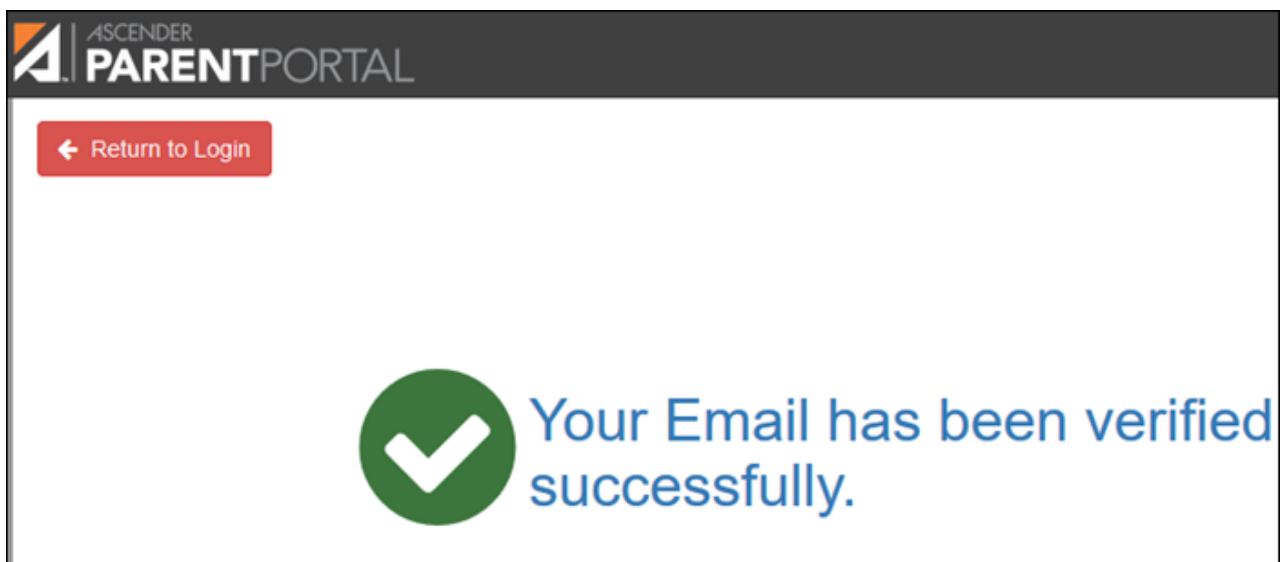 ASCENDER
PARENTPORTAL
Return to Login
Your Email has been verified
successfully.